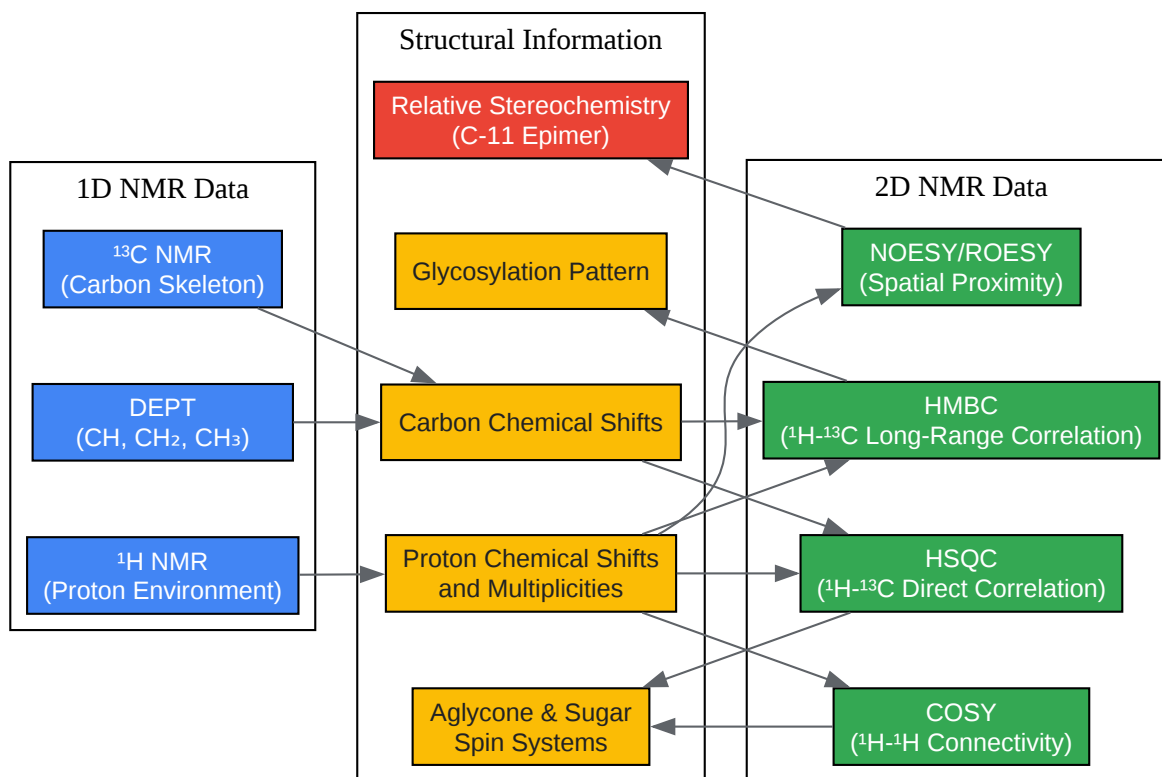 Structural Information
Relative Stereochemistry
(C-11 Epimer)
Glycosylation Pattern
Carbon Chemical Shifts
Proton Chemical Shifts
and Multiplicities
Aglycone & Sugar
Spin Systems
1D NMR Data
¹³C NMR
(Carbon Skeleton)
DEPT
(CH, CH₂, CH₃)
¹H NMR
(Proton Environment)
2D NMR Data
NOESY/ROESY
(Spatial Proximity)
HMBC
(¹H-¹³C Long-Range Correlation)
HSQC
(¹H-¹³C Direct Correlation)
COSY
(¹H-¹H Connectivity)